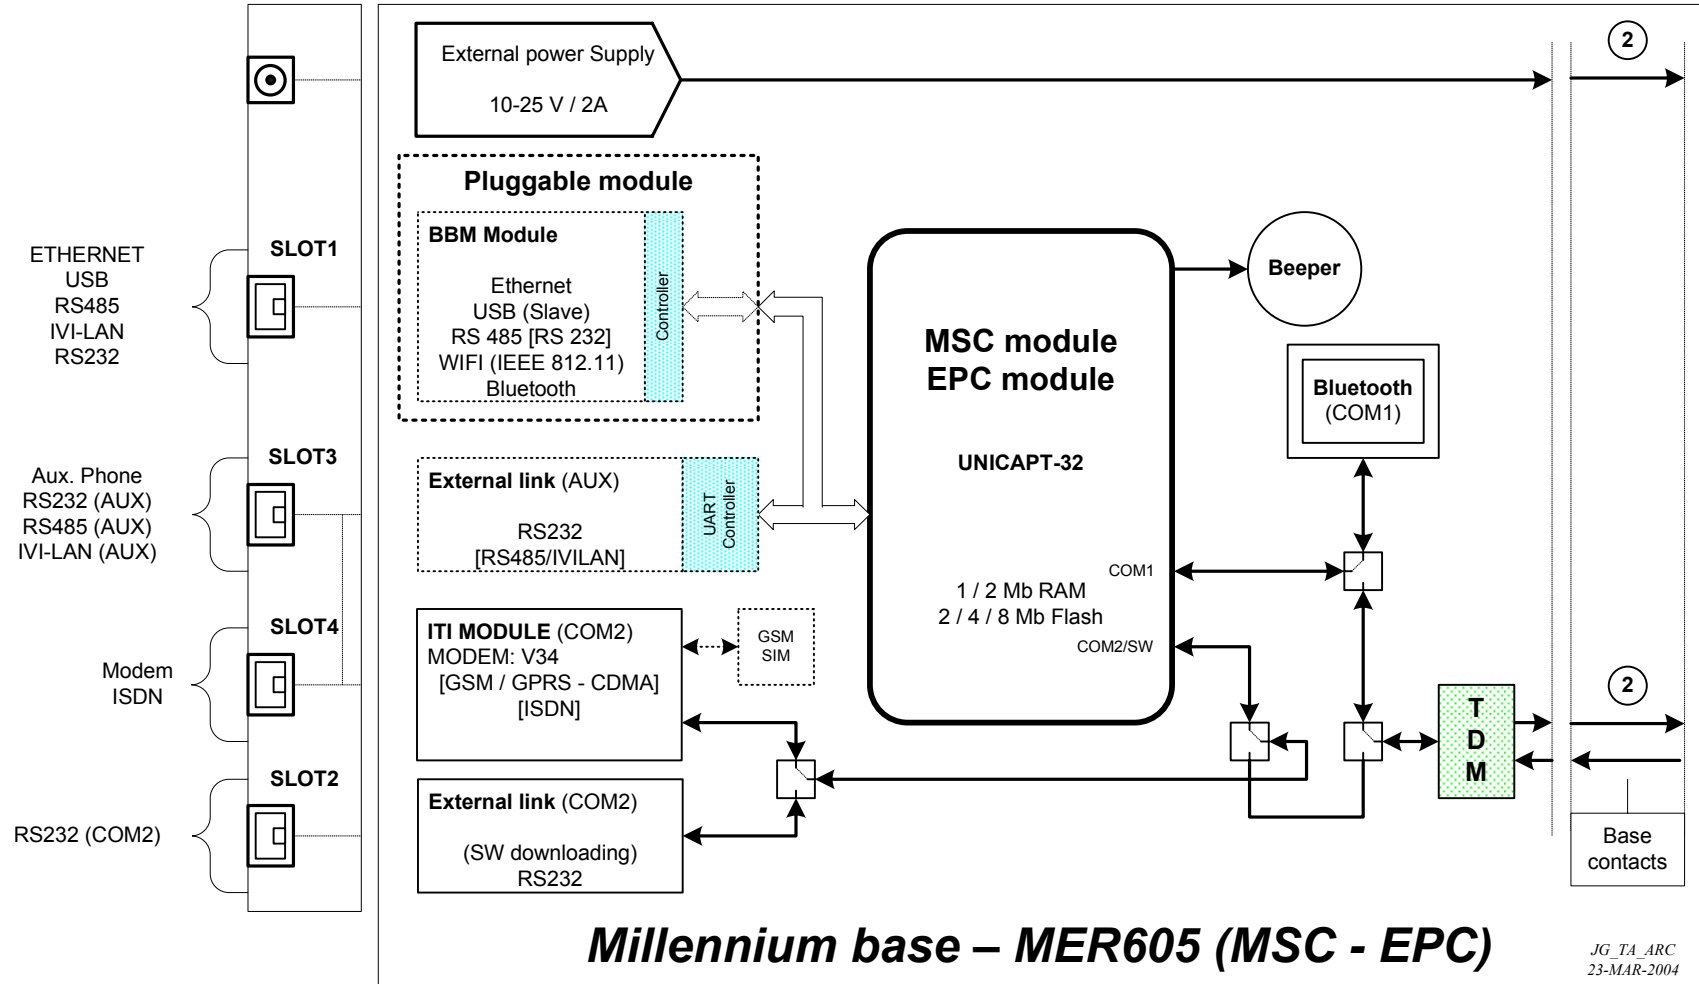 ETHERNET
USB
RS485
IVI-LAN
RS232
Aux. Phone
RS232 (AUX)
RS485 (AUX)
IVI-LAN (AUX)
Modem
ISDN
RS232 (COM2)
SLOT1
SLOT3
SLOT4
SLOT2
External power Supply
10-25 V / 2A
Pluggable module
BBM Module
Ethernet
USB (Slave)
RS 485 [RS 232]
WIFI (IEEE 812.11)
Bluetooth
Controller
External link (AUX)
RS232
[RS485/IVILAN]
UART
Controller
ITI MODULE (COM2)
MODEM: V34
[GSM / GPRS - CDMA]
[ISDN]
GSM
SIM
External link (COM2)
(SW downloading)
RS232
MSC module
EPC module
UNICAPT-32
COM1
1 / 2 Mb RAM
2 / 4 / 8 Mb Flash
COM2/SW
Beeper
Bluetooth
(COM1)
T
D
M
2
2
Base
contacts
Millennium base – MER605 (MSC - EPC)
JG_TA_ARC
23-MAR-2004